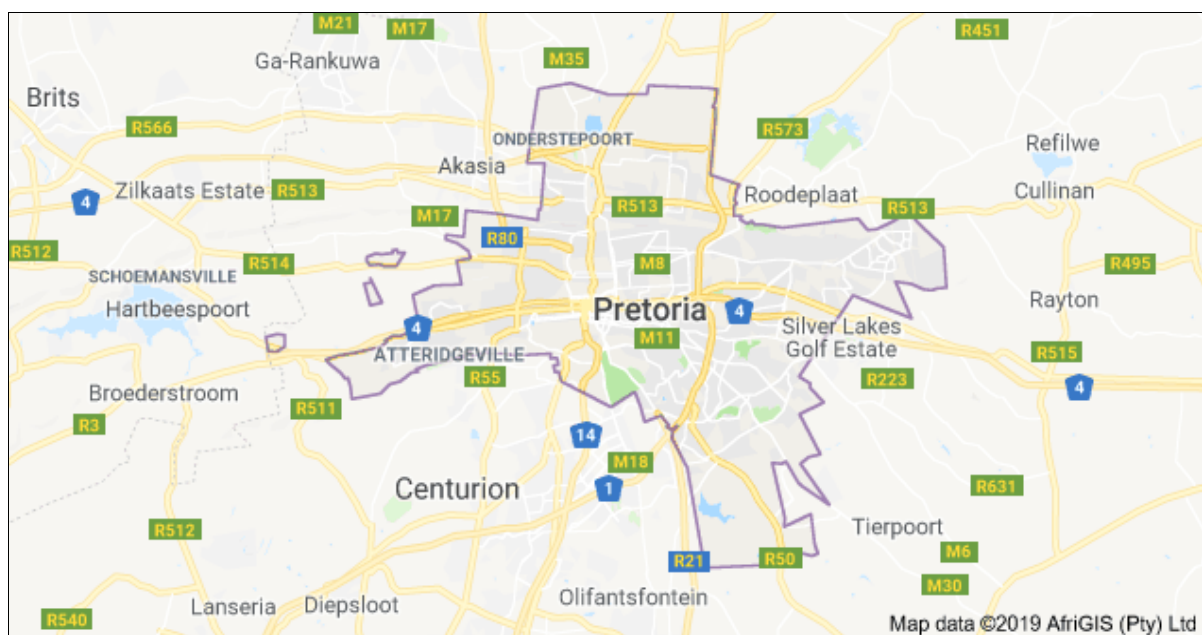 M21
M17
R451
M35
Ga-Rankuwa
Brits
R566
R573
ONDERSTEPOORT
Refilwe
Akasia
Zilkaats Estate
R513
Roodeplaat
Cullinan
4
M17
R513
R513
R512
R80
SCHOEMANSVILLE
R514
M8
R495
Hartbeespoort
Pretoria
4
Rayton
4
M11
Silver Lakes
Golf Estate
ATTERIDGEVILLE
R515
R55
R223
4
Broederstroom
R511
R3
14
M18
Centurion
1
R631
R512
Tierpoort
M6
R21
R50
M30
Olifantsfontein
Lanseria
Diepsloot
R540
Map data ©2019 AfriGIS (Pty) Ltd